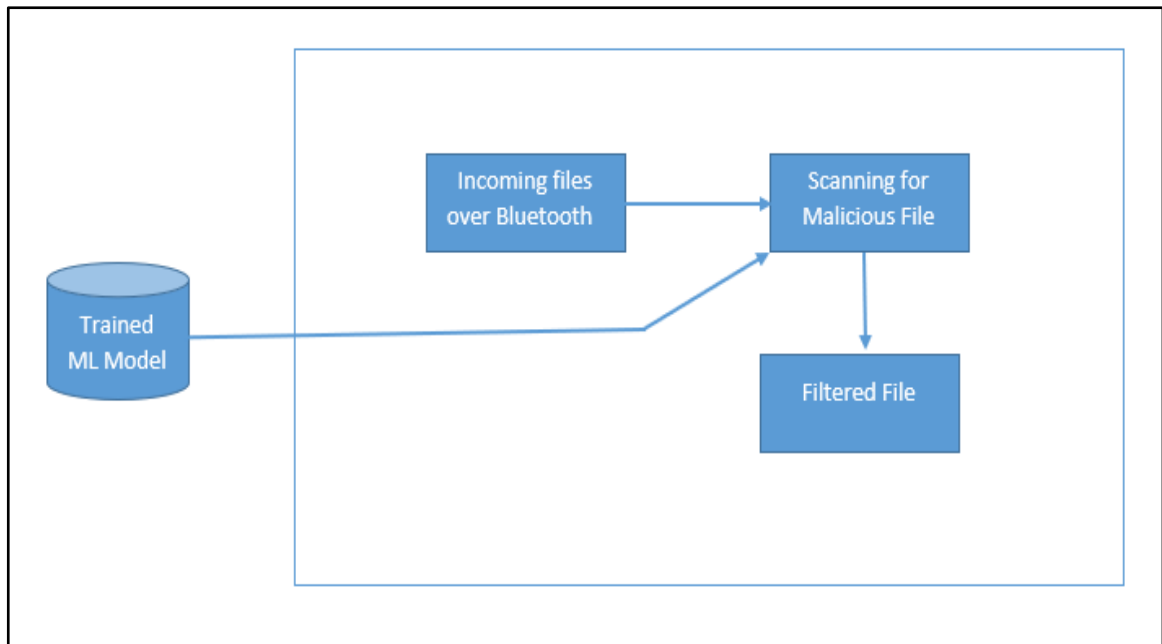 Incoming files
over Bluetooth
Scanning for
Malicious File
Trained
ML Model
Filtered File